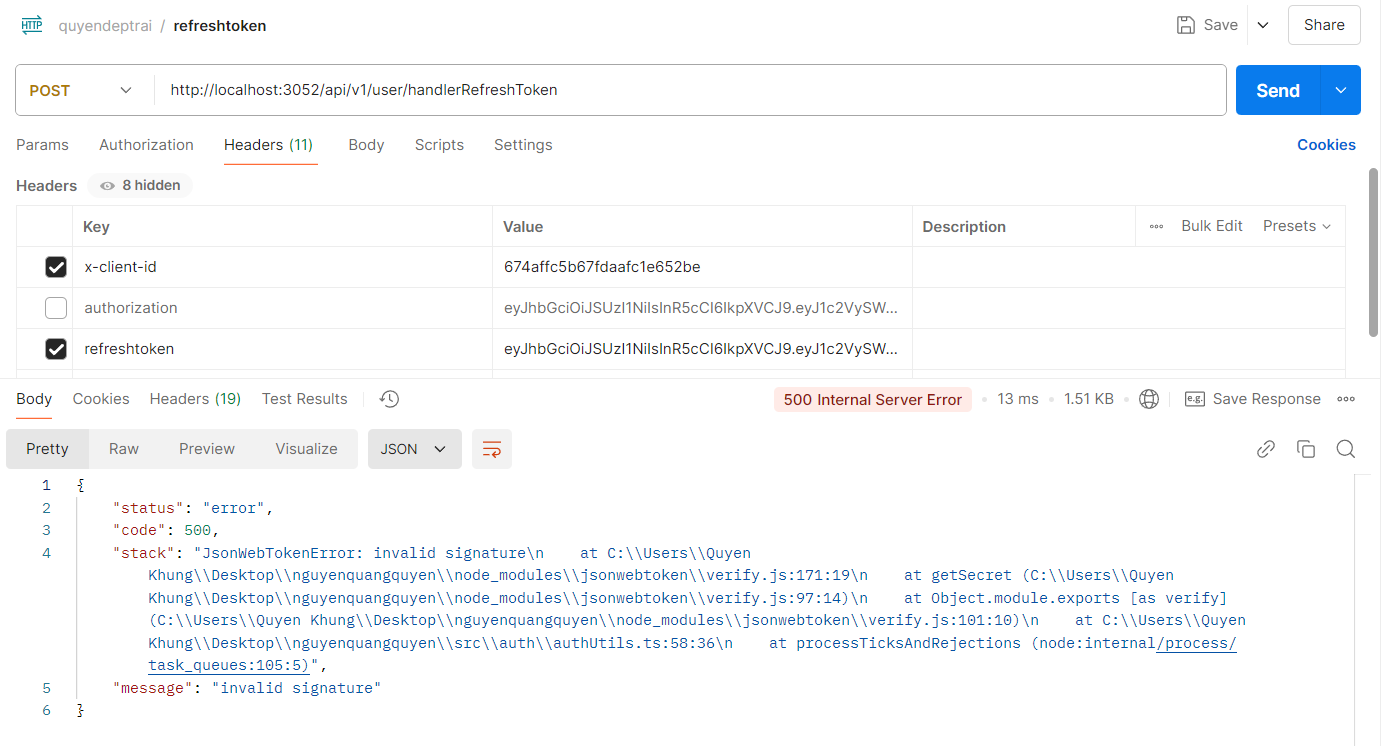 HTTP quyendeptrai / refreshtoken Save Share
POST http://localhost:3052/api/v1/user/handlerRefreshToken Send
Params Authorization Headers (11) Body Scripts Settings Cookies
Headers 8 hidden
Key Value Description Bulk Edit Presets
x-client-id 674affc5b67fdaafc1e652be
authorization eyJhbGciOiJSUzI1NiIsInR5cCI6IkpXVCJ9.eyJ1c2VySW...
refreshtoken eyJhbGciOiJSUzI1NiIsInR5cCI6IkpXVCJ9.eyJ1c2VySW...
Body Cookies Headers (19) Test Results 500 Internal Server Error 13 ms 1.51 KB e.g. Save Response
Pretty Raw Preview Visualize JSON
1 {
2 "status": "error",
3 "code": 500,
4 "stack": "JsonWebTokenError: invalid signature\n    at C:\\Users\\Quyen
Khung\\Desktop\\nguyenquangquyen\\node_modules\\jsonwebtoken\\verify.js:171:19\n    at getSecret (C:\\Users\\Quyen
Khung\\Desktop\\nguyenquangquyen\\node_modules\\jsonwebtoken\\verify.js:97:14)\n    at Object.module.exports [as verify]
(C:\\Users\\Quyen Khung\\Desktop\\nguyenquangquyen\\node_modules\\jsonwebtoken\\verify.js:101:10)\n    at C:\\Users\\Quyen
Khung\\Desktop\\nguyenquangquyen\\src\\auth\\authUtils.ts:58:36\n    at processTicksAndRejections (node:internal/process/
task_queues:105:5)",
5 "message": "invalid signature"
6 }